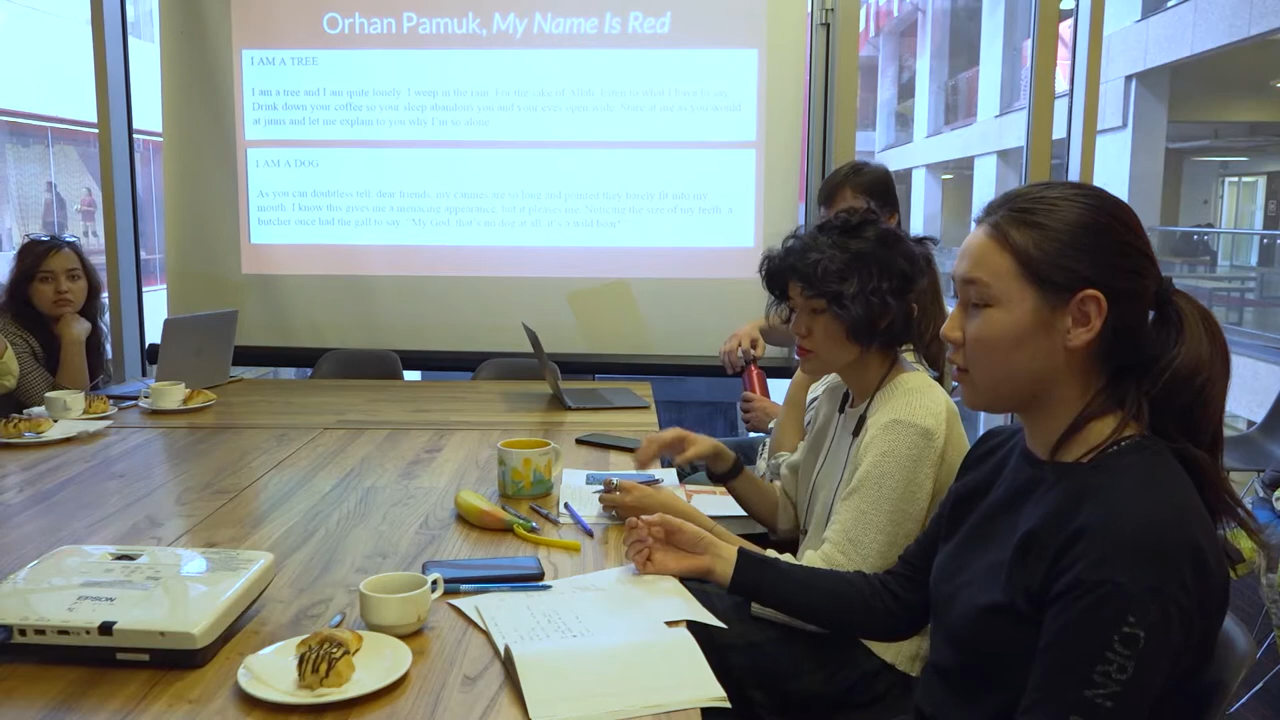 Orhan Pamuk, My Name Is Red
I AM A TREE
I am a tree and I am quite lonely. I weep in the rain. For the sake of Allah, listen to what I have to say.
Drink down your coffee so your sleep abandons you and your eyes open wide. Stare at me as you would
at jinns and let me explain to you why I'm so alone.
I AM A DOG
As you can doubtless tell, dear friends, my canines are so long and pointed they barely fit into my
mouth. I know this gives me a menacing appearance, but it pleases me. Noticing the size of my teeth, a
butcher once had the gall to say, "My God, that's no dog at all, it's a wild boar!"
EPSON